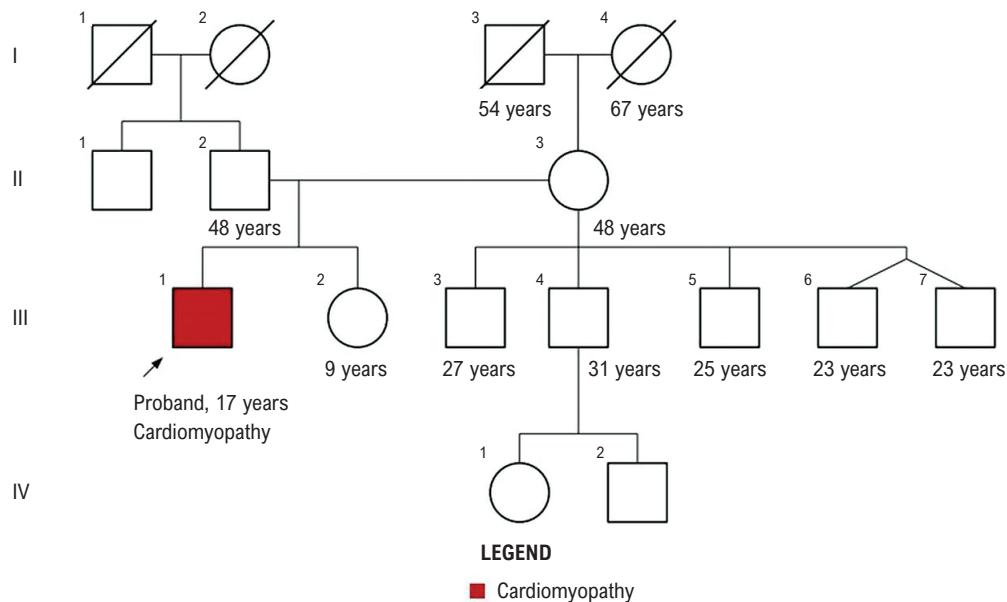 1 2 3 4
I
54 years 67 years
1 2 3
II
48 years 48 years
1 2 3 4 5 6 7
III
9 years 27 years 31 years 25 years 23 years 23 years
Proband, 17 years
Cardiomyopathy
1 2
IV
LEGEND
Cardiomyopathy